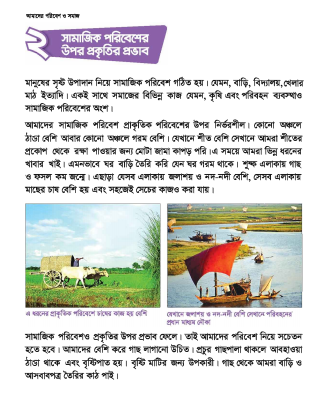 আমাদের পরিবেশ ও সমাজ
২
সামাজিক পরিবেশের
উপর প্রকৃতির প্রভাব
মানুষের সৃষ্ট উপাদান নিয়ে সামাজিক পরিবেশ গঠিত হয়। যেমন, বাড়ি, বিদ্যালয়, খেলার
মাঠ ইত্যাদি। একই সাথে সমাজের বিভিন্ন কাজ যেমন, কৃষি এবং পরিবহন ব্যবস্থাও
সামাজিক পরিবেশের অংশ।
আমাদের সামাজিক পরিবেশ প্রাকৃতিক পরিবেশের উপর নির্ভরশীল। কোনো অঞ্চলে
ঠান্ডা বেশি আবার কোনো অঞ্চলে গরম বেশি। যেখানে শীত বেশি সেখানে আমরা শীতের
প্রকোপ থেকে রক্ষা পাওয়ার জন্য মোটা জামা কাপড় পরি। এ সময়ে আমরা ভিন্ন ধরনের
খাবার খাই। এমনভাবে ঘর বাড়ি তৈরি করি যেন ঘর গরম থাকে। শুষ্ক এলাকায় গাছ
ও ফসল কম জন্মে। এছাড়া যেসব এলাকায় জলাশয় ও নদ-নদী বেশি, সেসব এলাকায়
মাছের চাষ বেশি হয় এবং সহজেই সেচের কাজও করা যায়।
এ ধরনের প্রাকৃতিক পরিবেশে চাষের কাজ হয় বেশি
যেখানে জলাশয় ও নদ-নদী বেশি সেখানে পরিবহনের
প্রধান মাধ্যম নৌকা
সামাজিক পরিবেশও প্রকৃতির উপর প্রভাব ফেলে। তাই আমাদের পরিবেশ নিয়ে সচেতন
হতে হবে। আমাদের বেশি করে গাছ লাগানো উচিত। প্রচুর গাছপালা থাকলে আবহাওয়া
ঠান্ডা থাকে এবং বৃষ্টিপাত হয়। বৃষ্টি মাটির জন্য উপকারী। গাছ থেকে আমরা বাড়ি ও
আসবাবপত্র তৈরির কাঠ পাই।